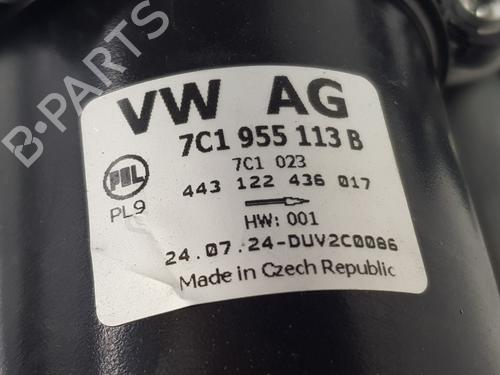 B-PARTS
VW AG
7C1 955 113 B
7C1 023
PAL
443 122 436 017
PL9
HW: 001
24.07.24-DUV2C0086
Made in Czech Republic